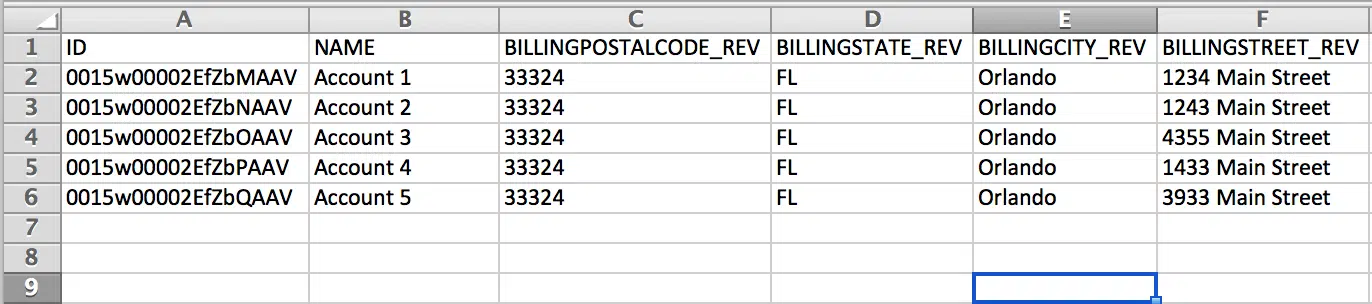 A B C D E F
1 ID NAME BILLINGPOSTALCODE_REV BILLINGSTATE_REV BILLINGCITY_REV BILLINGSTREET_REV
2 0015w00002EfZbMAAV Account 1 33324 FL Orlando 1234 Main Street
3 0015w00002EfZbNAAV Account 2 33324 FL Orlando 1243 Main Street
4 0015w00002EfZbOAAV Account 3 33324 FL Orlando 4355 Main Street
5 0015w00002EfZbPAAV Account 4 33324 FL Orlando 1433 Main Street
6 0015w00002EfZbQAAV Account 5 33324 FL Orlando 3933 Main Street
7
8
9